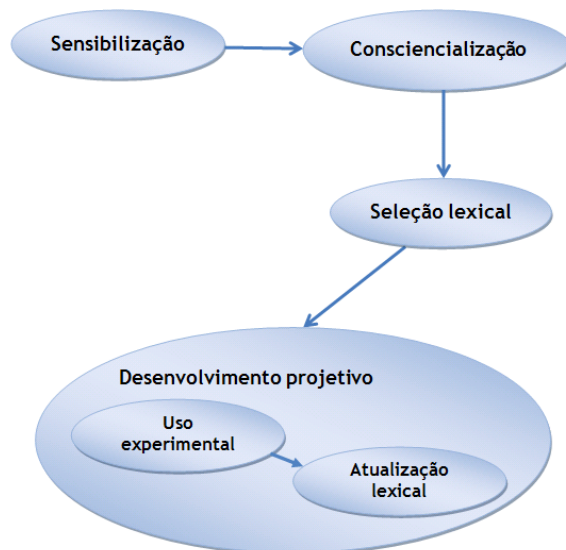 Sensibilização
Consciencialização
Seleção lexical
Desenvolvimento projetivo
Uso
experimental
Atualização
lexical